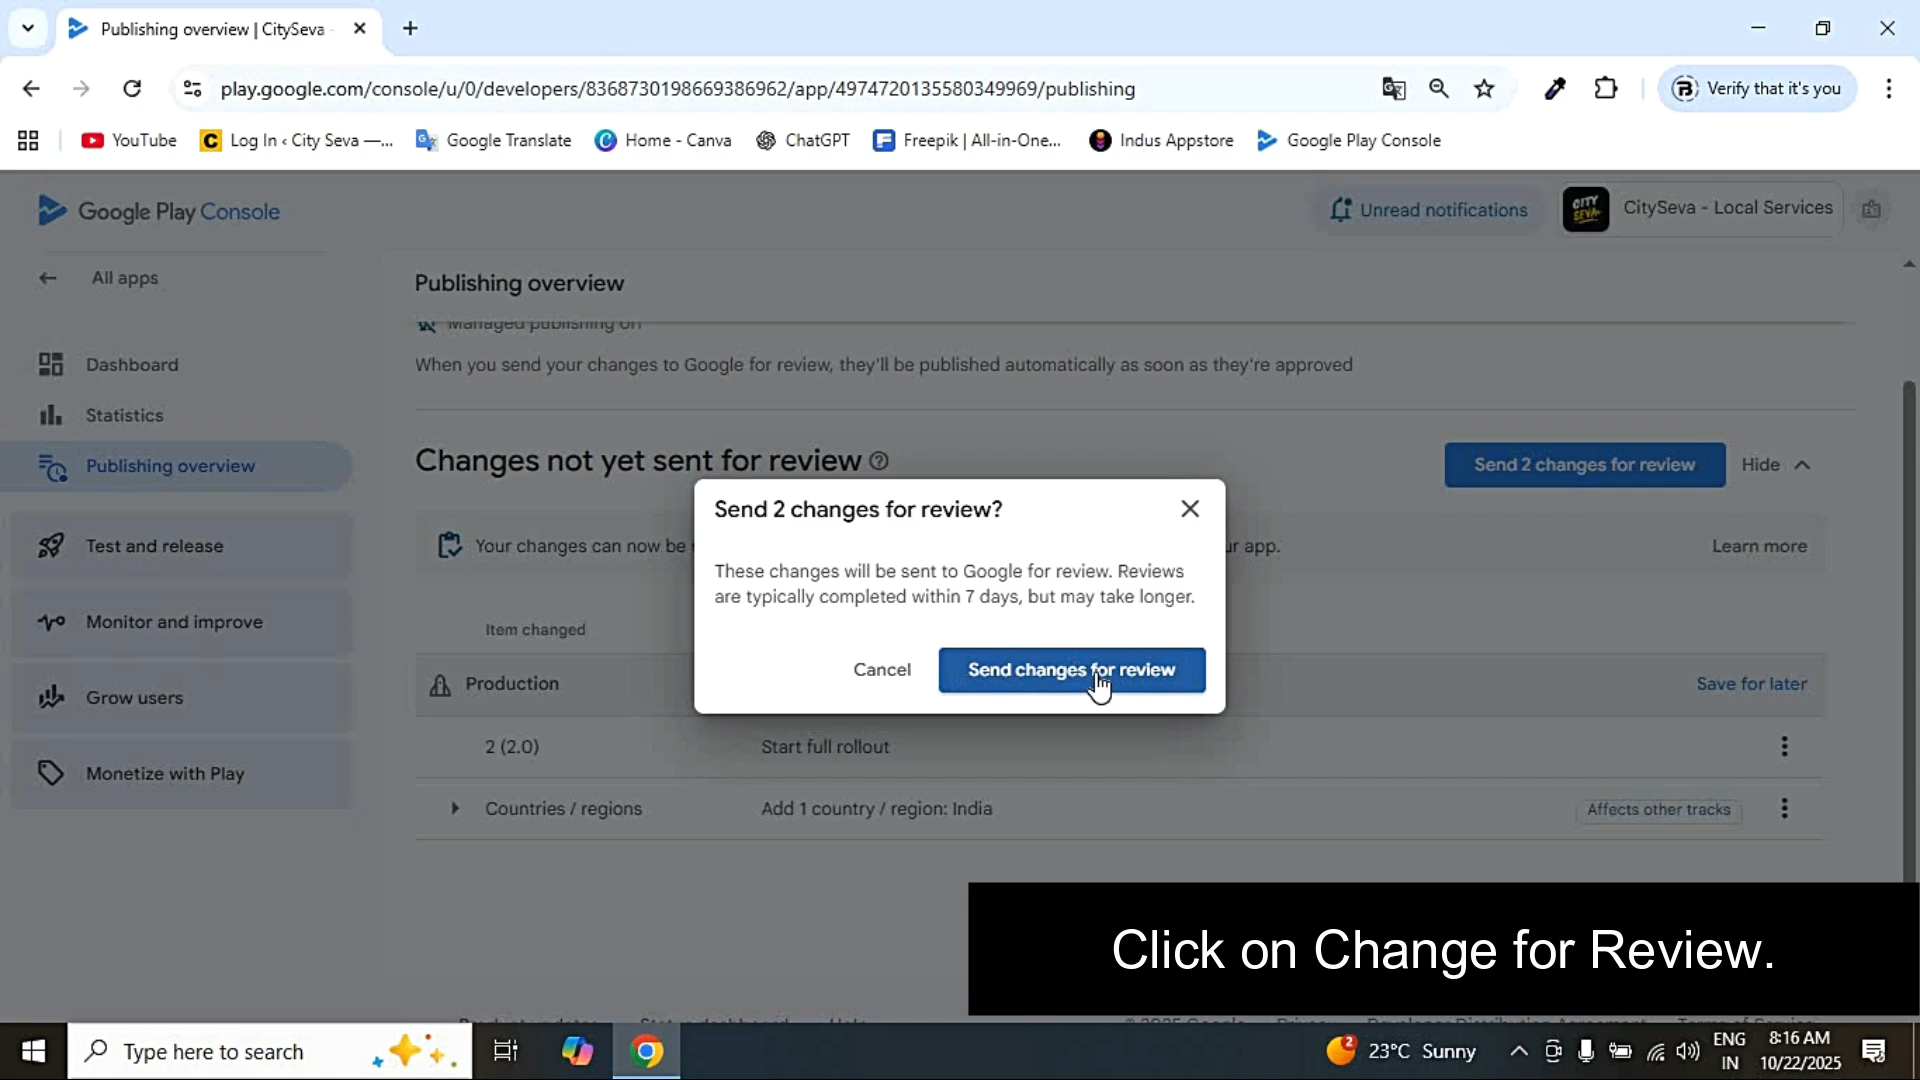 Publishing overview | CitySeva
play.google.com/console/u/0/developers/8368730198669386962/app/4974720135580349969/publishing
Verify that it's you
YouTube
Log In ‹ City Seva —...
Google Translate
Home - Canva
ChatGPT
Freepik | All-in-One...
Indus Appstore
Google Play Console
Google Play Console
Unread notifications
CITY SEVA
CitySeva - Local Services
All apps
Publishing overview
Managed publishing off
Dashboard
When you send your changes to Google for review, they'll be published automatically as soon as they're approved
Statistics
Publishing overview
Changes not yet sent for review
Send 2 changes for review
Hide
Send 2 changes for review?
Test and release
Your changes can now be
ur app.
Learn more
These changes will be sent to Google for review. Reviews
are typically completed within 7 days, but may take longer.
Monitor and improve
Item changed
Cancel
Send changes for review
Production
Save for later
Grow users
2 (2.0)
Start full rollout
Monetize with Play
Countries / regions
Add 1 country / region: India
Affects other tracks
Click on Change for Review.
Type here to search
2
23°C Sunny
ENG
IN
8:16 AM
10/22/2025